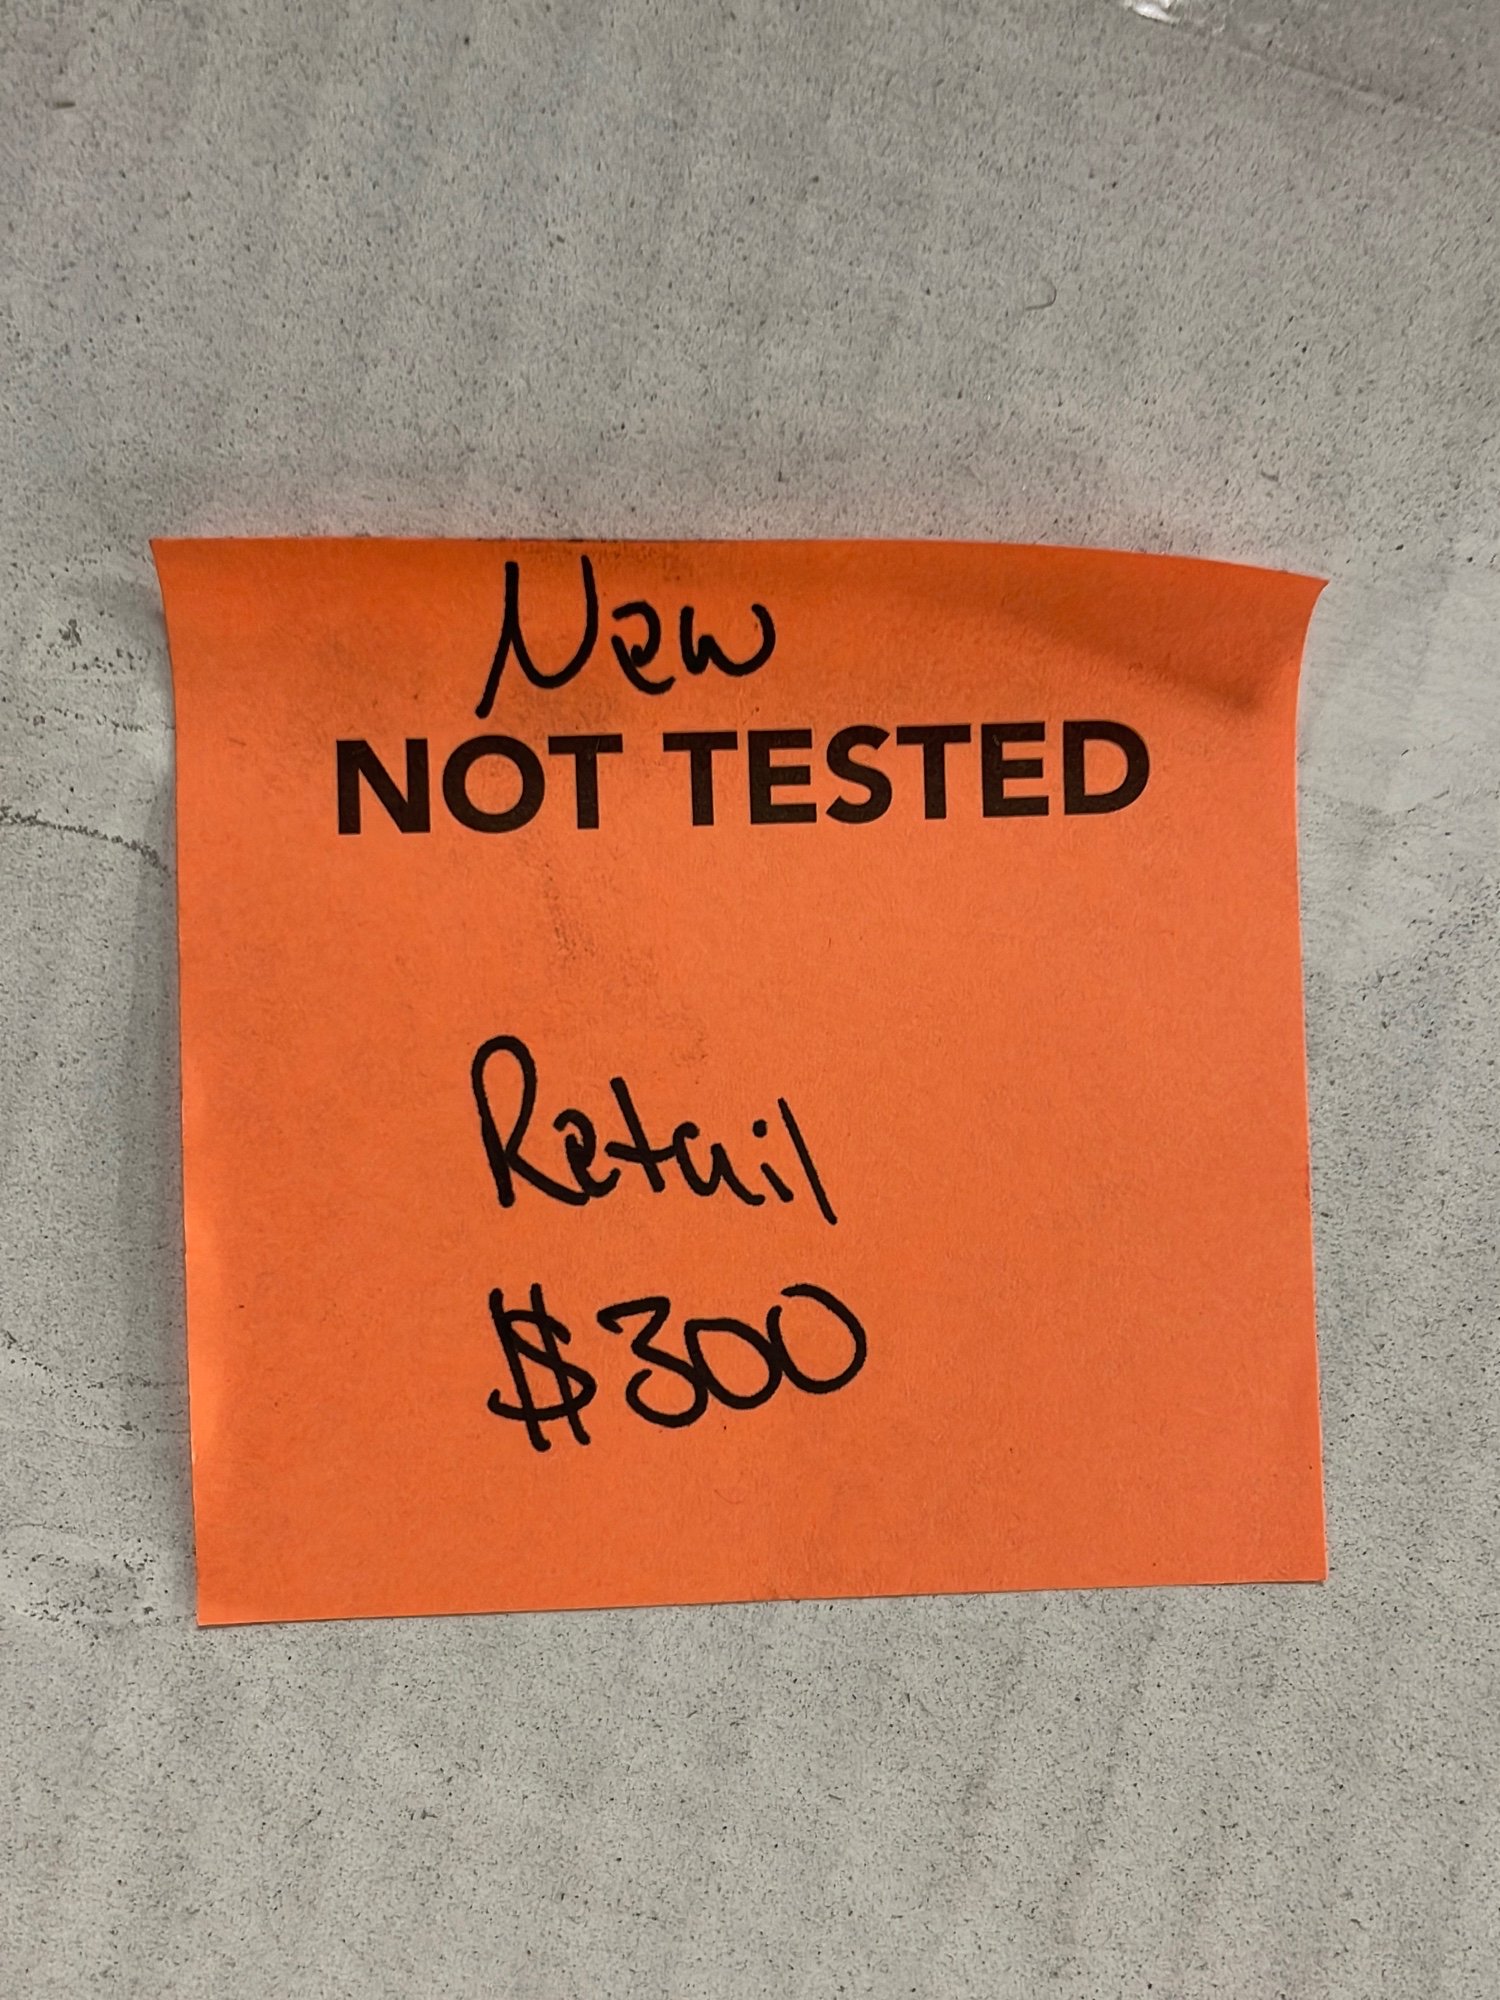 New
NOT TESTED
Retail
$300